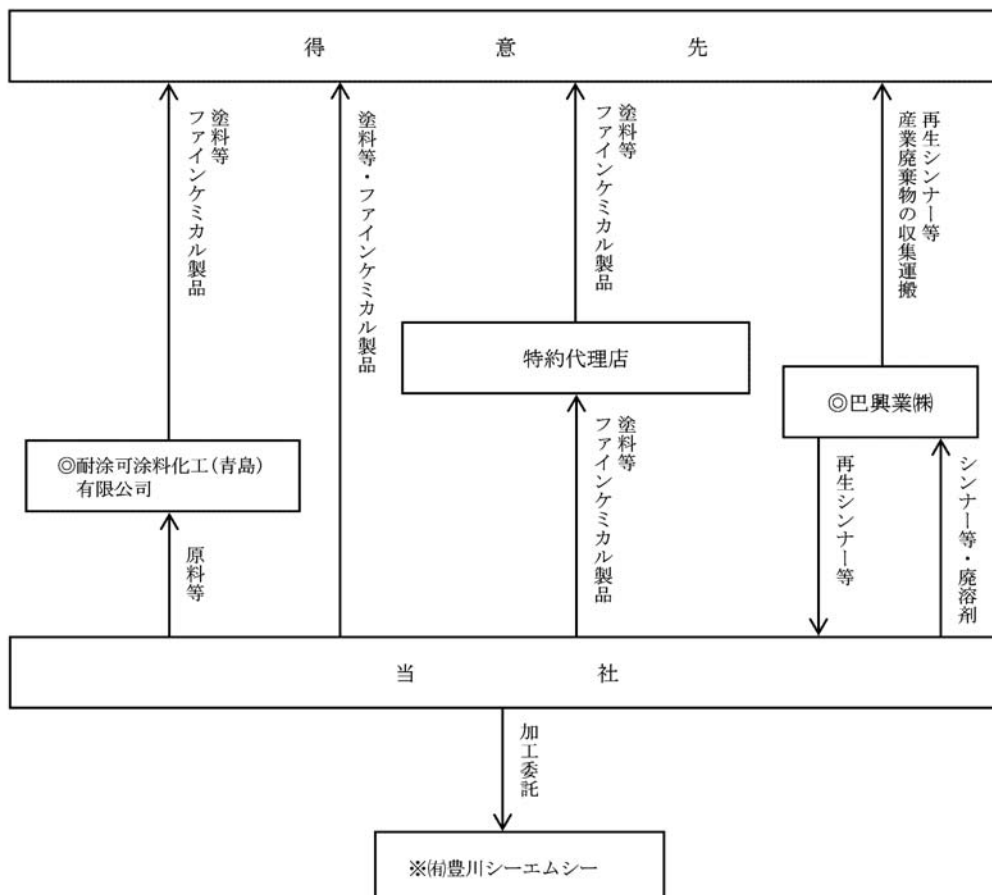 得意先
塗料等
ファインケミカル製品
塗料等・ファインケミカル製品
塗料等
ファインケミカル製品
再生シンナー等
産業廃棄物の収集運搬
特約代理店
◎巴興業㈱
◎耐涂可涂料化工(青島)
有限公司
原料等
塗料等
ファインケミカル製品
再生シンナー等
シンナー等・廃溶剤
当社
加工委託
※㈲豊川シーエムシー